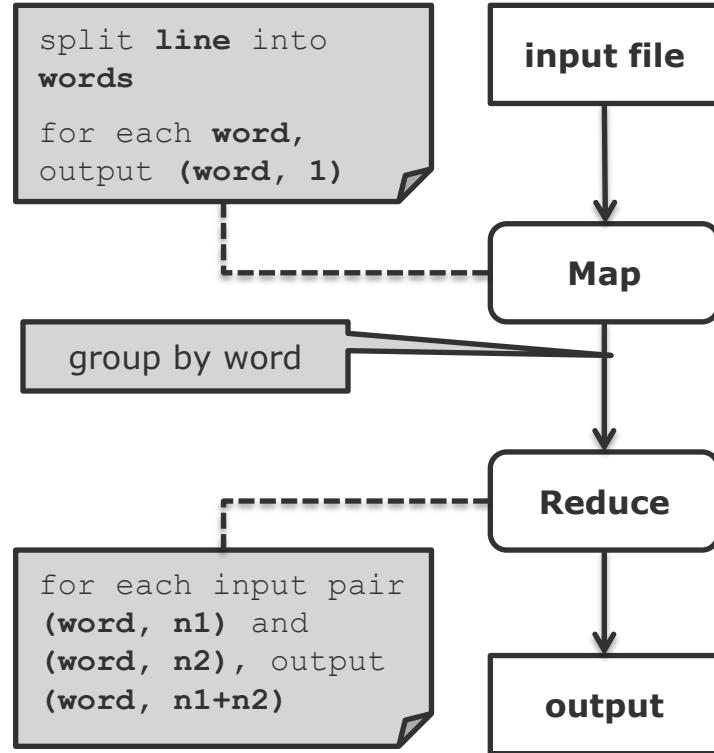 split line into
words
for each word,
output (word, 1)
input file
Map
group by word
Reduce
for each input pair
(word, n1) and
(word, n2), output
(word, n1+n2)
output